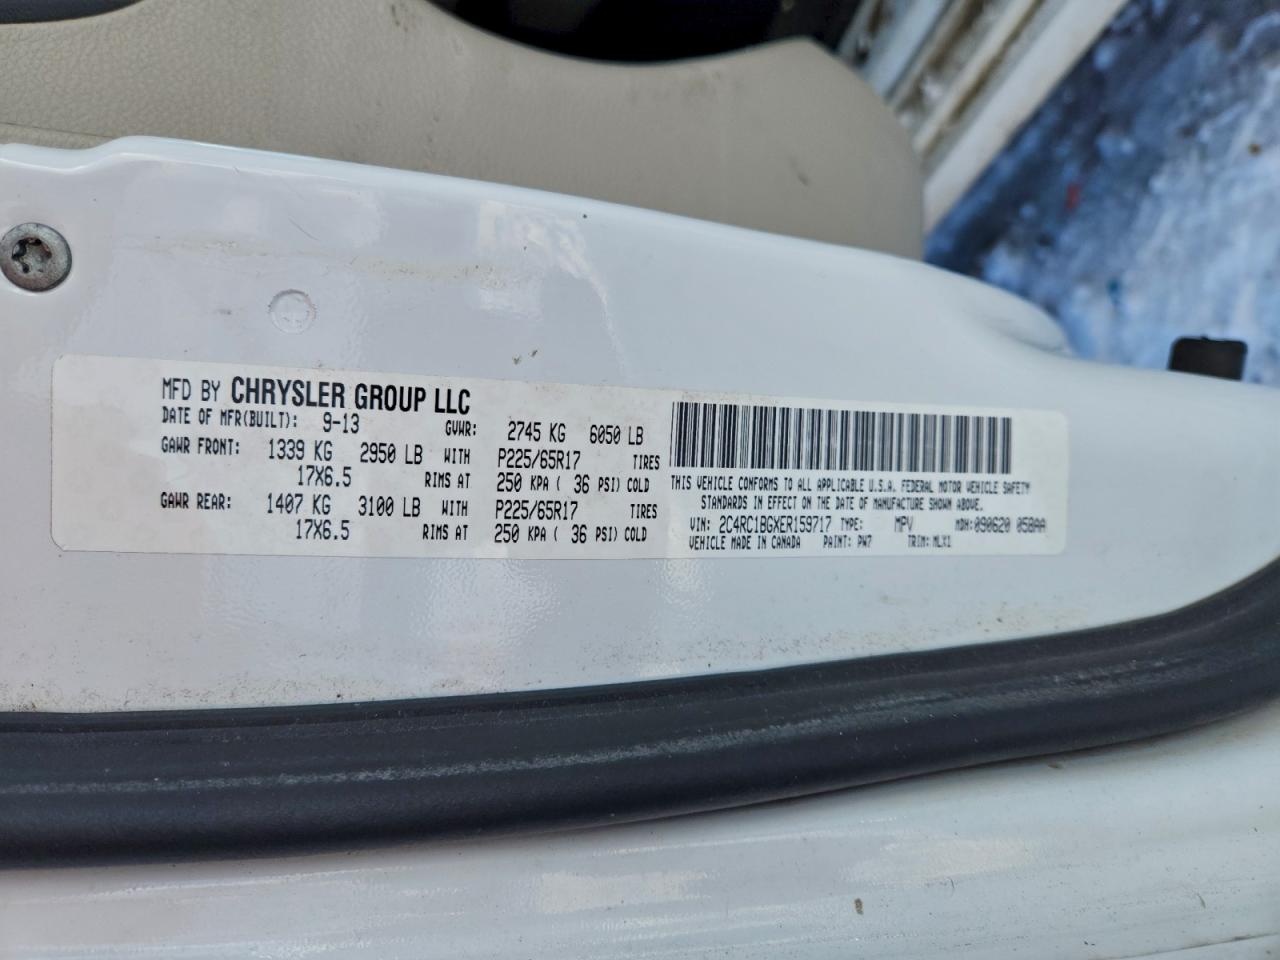 MFD BY CHRYSLER GROUP LLC
DATE OF MFR(BUILT): 9-13 GVWR: 2745 KG 6050 LB
GAWR FRONT: 1339 KG 2950 LB WITH P225/65R17 TIRES
17X6.5 RIMS AT 250 KPA ( 36 PSI) COLD
GAWR REAR: 1407 KG 3100 LB WITH P225/65R17 TIRES
17X6.5 RIMS AT 250 KPA ( 36 PSI) COLD
THIS VEHICLE CONFORMS TO ALL APPLICABLE U.S.A. FEDERAL MOTOR VEHICLE SAFETY
STANDARDS IN EFFECT ON THE DATE OF MANUFACTURE SHOWN ABOVE.
VIN: 2C4RC1BGXER159717 TYPE: MPV MDH:090620 058AA
VEHICLE MADE IN CANADA PAINT: PW7 TRIM: MLX1